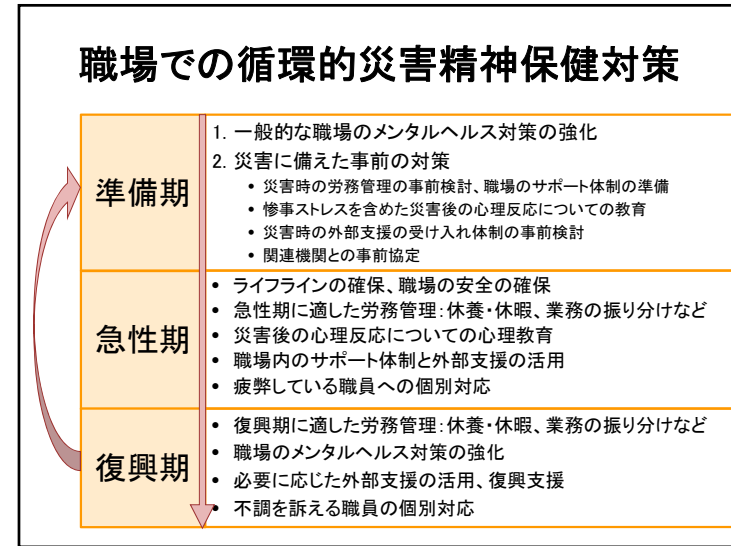 職場での循環的災害精神保健対策
準備期
1. 一般的な職場のメンタルヘルス対策の強化
2. 災害に備えた事前の対策
• 災害時の労務管理の事前検討、職場のサポート体制の準備
• 惨事ストレスを含めた災害後の心理反応についての教育
• 災害時の外部支援の受け入れ体制の事前検討
• 関連機関との事前協定
急性期
• ライフラインの確保、職場の安全の確保
• 急性期に適した労務管理：休養・休暇、業務の振り分けなど
• 災害後の心理反応についての心理教育
• 職場内のサポート体制と外部支援の活用
• 疲弊している職員への個別対応
復興期
• 復興期に適した労務管理：休養・休暇、業務の振り分けなど
• 職場のメンタルヘルス対策の強化
• 必要に応じた外部支援の活用、復興支援
• 不調を訴える職員の個別対応